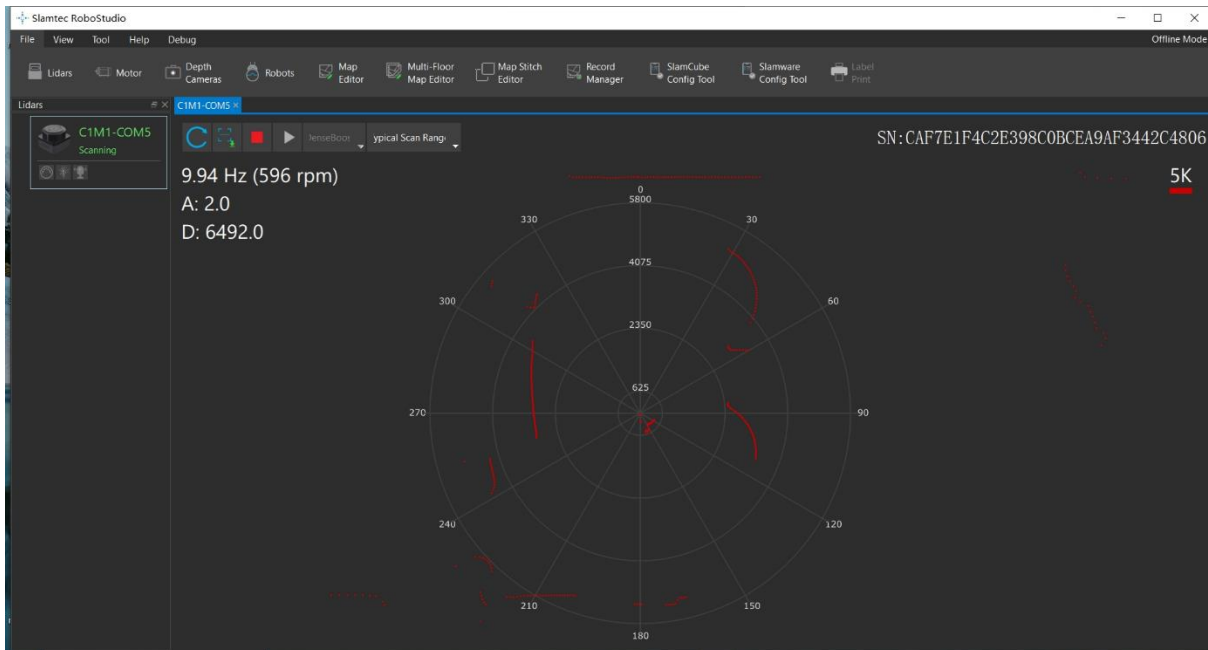 Slamtec RoboStudio
File View Tool Help Debug
Offline Mode
Lidars
Motor
Depth
Cameras
Robots
Map
Editor
Multi-Floor
Map Editor
Map Stitch
Editor
Record
Manager
SlamCube
Config Tool
Slamware
Config Tool
Label
Print
Lidars
C1M1-COM5
C1M1-COM5
Scanning
ypical Scan Rang
SN:CAF7E1F4C2E398C0BCEA9AF3442C4806
9.94 Hz (596 rpm)
A: 2.0
D: 6492.0
5K
0
5800
330
30
4075
300
60
2350
625
270
90
240
120
210
150
180